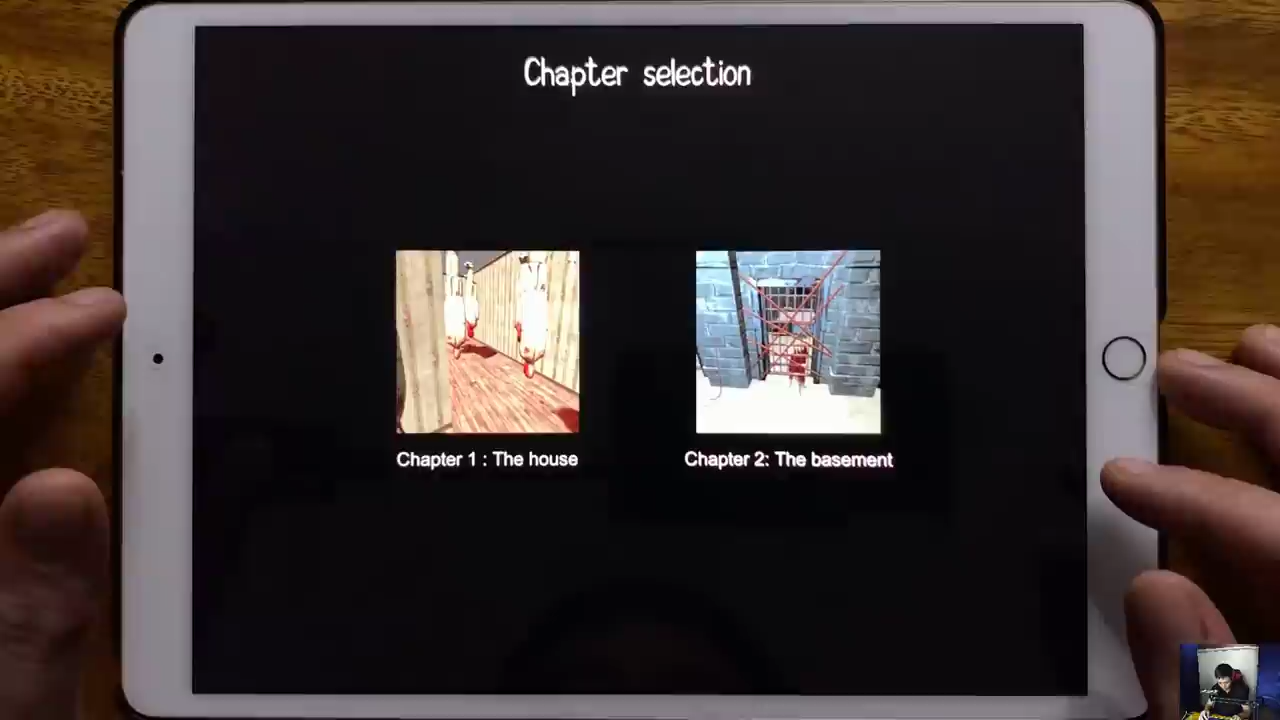 Chapter selection
Chapter 1 : The house
Chapter 2: The basement